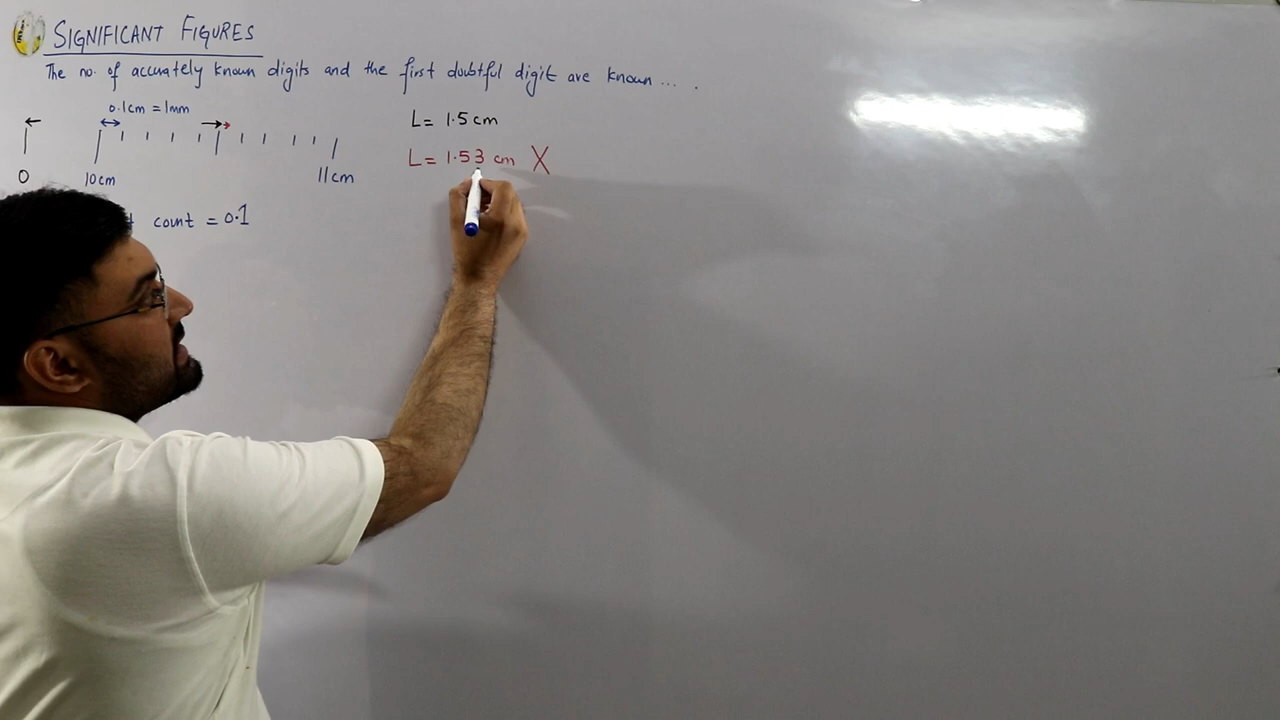 SIGNIFICANT FIGURES
The no. of accurately known digits and the first doubtful digit are known ... .
0.1cm = 1mm
L= 1.5 cm
L= 1.53 cm X
0 10cm 11cm
count = 0.1